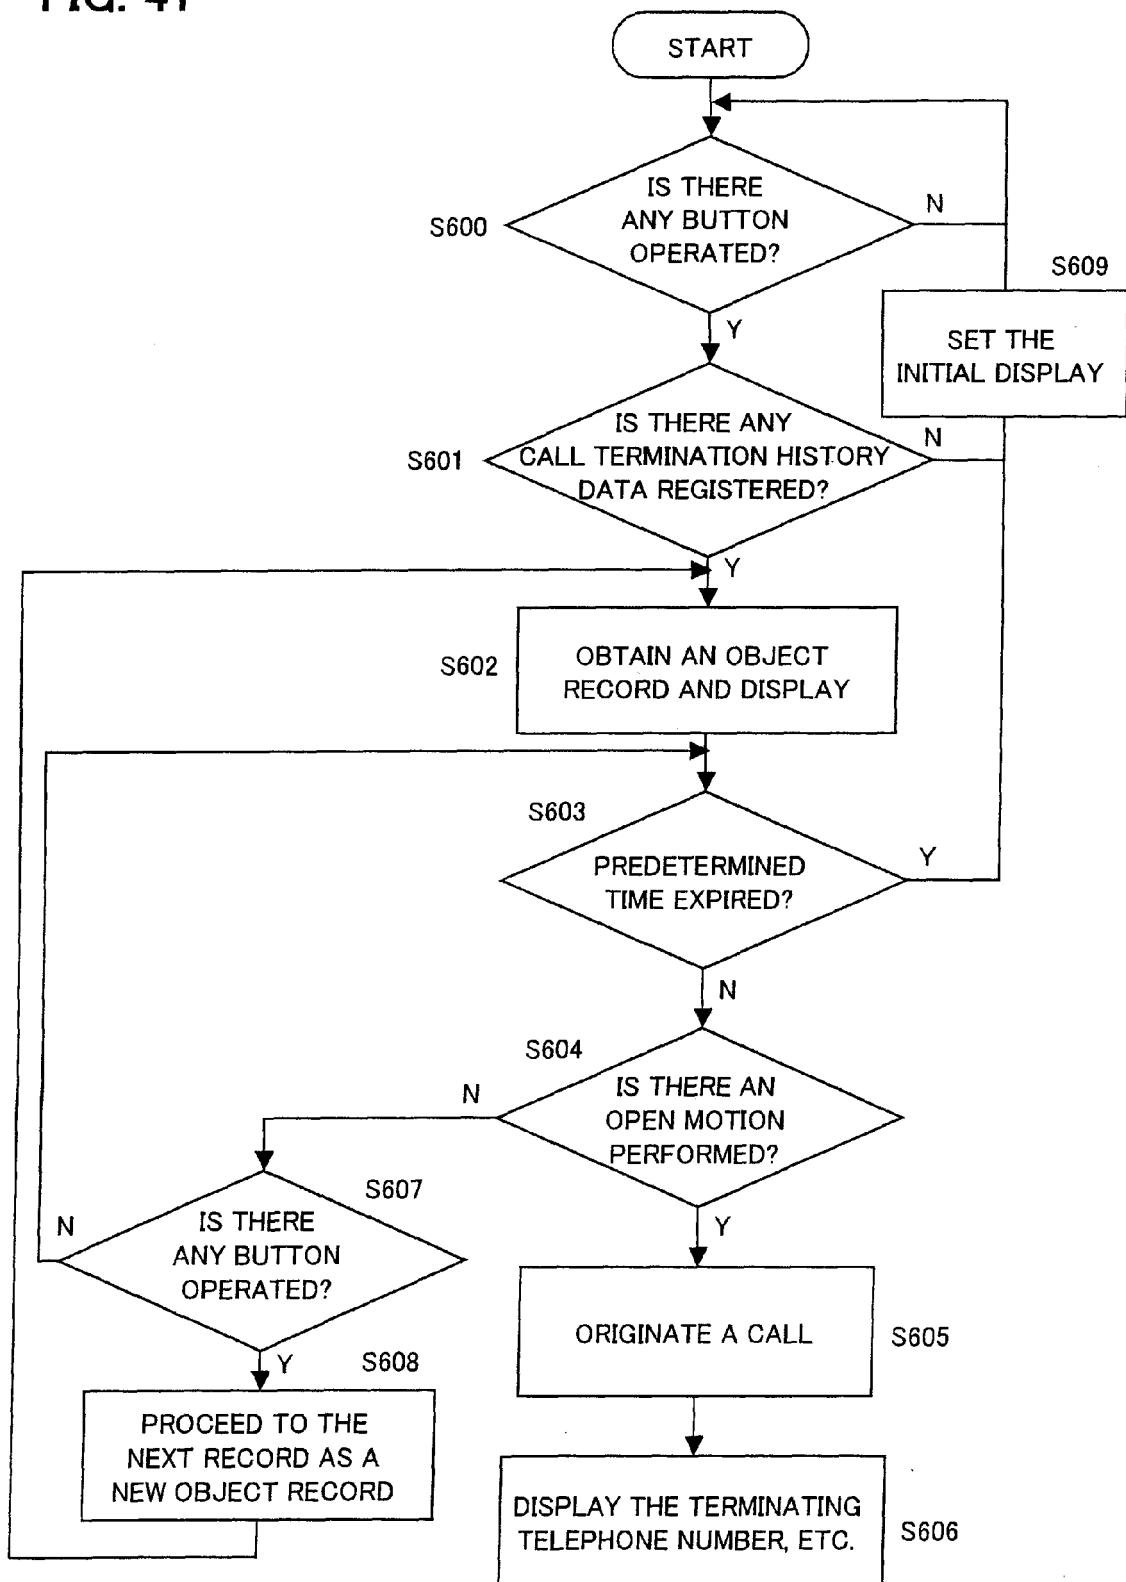 START
IS THERE
ANY BUTTON
OPERATED?
S600
N
Y
S609
SET THE
INITIAL DISPLAY
IS THERE ANY
CALL TERMINATION HISTORY
DATA REGISTERED?
S601
N
Y
S602
OBTAIN AN OBJECT
RECORD AND DISPLAY
S603
PREDETERMINED
TIME EXPIRED?
Y
N
S604
IS THERE AN
OPEN MOTION
PERFORMED?
N
Y
S607
IS THERE
ANY BUTTON
OPERATED?
N
Y
ORIGINATE A CALL
S605
S608
PROCEED TO THE
NEXT RECORD AS A
NEW OBJECT RECORD
DISPLAY THE TERMINATING
TELEPHONE NUMBER, ETC.
S606